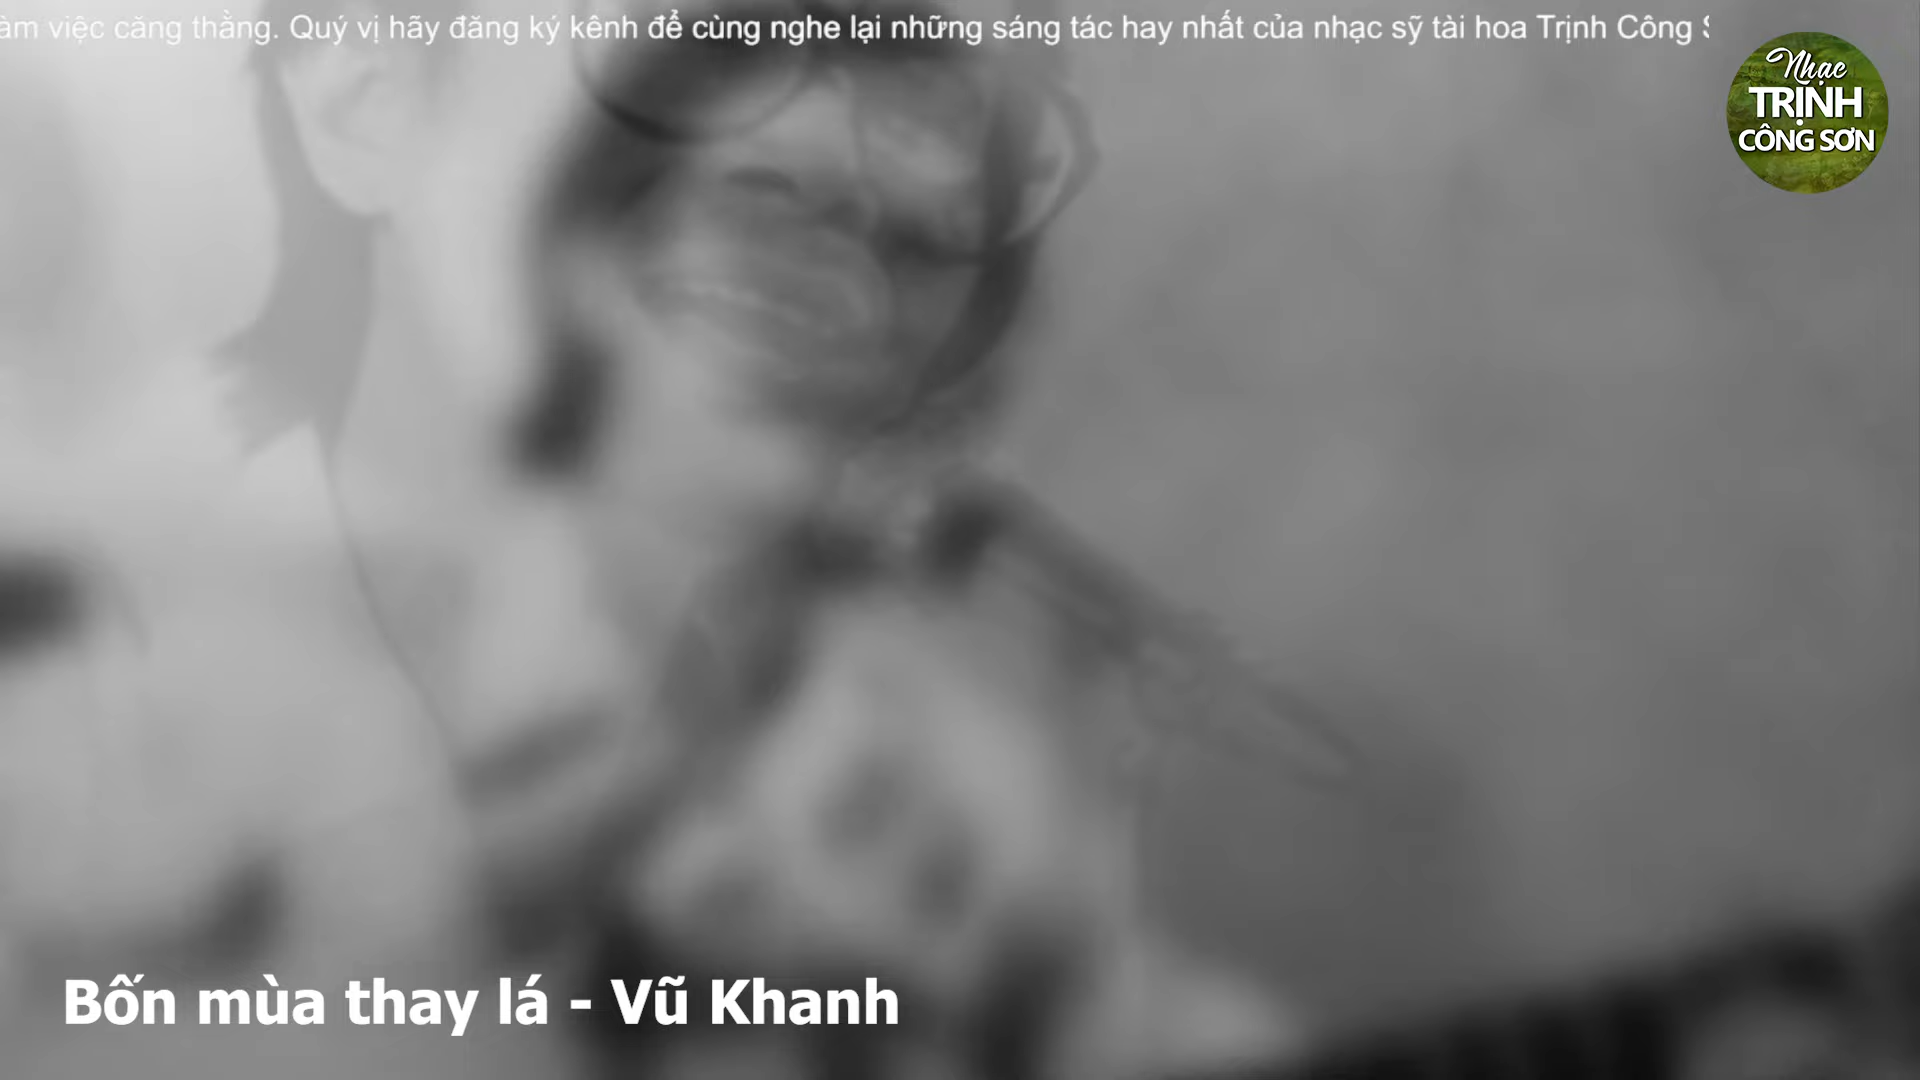 việc căng thẳng. Quý vị hãy đăng ký kênh để cùng nghe lại những sáng tác hay nhất của nhạc sỹ tài hoa Trịnh Công
Nhạc
TRỊNH
CÔNG SƠN
Bốn mùa thay lá - Vũ Khanh